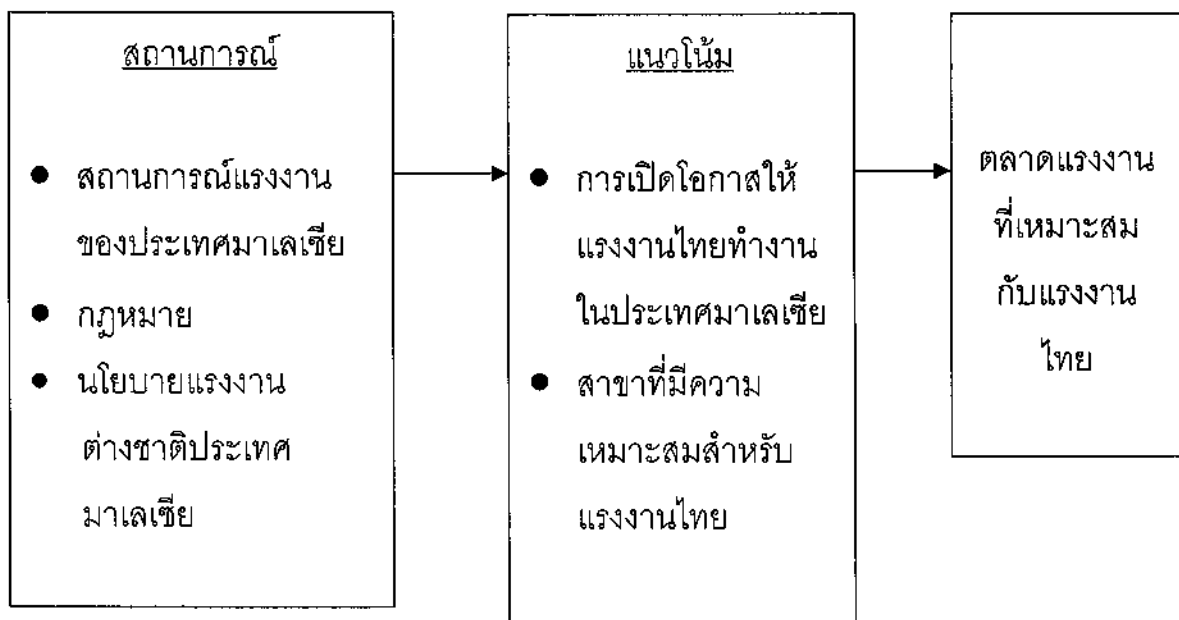 สถานการณ์
● สถานการณ์แรงงาน
ของประเทศมาเลเซีย
● กฎหมาย
● นโยบายแรงงาน
ต่างชาติประเทศ
มาเลเซีย
แนวโน้ม
● การเปิดโอกาสให้
แรงงานไทยทำงาน
ในประเทศมาเลเซีย
● สาขาที่มีความ
เหมาะสมสำหรับ
แรงงานไทย
ตลาดแรงงาน
ที่เหมาะสม
กับแรงงาน
ไทย